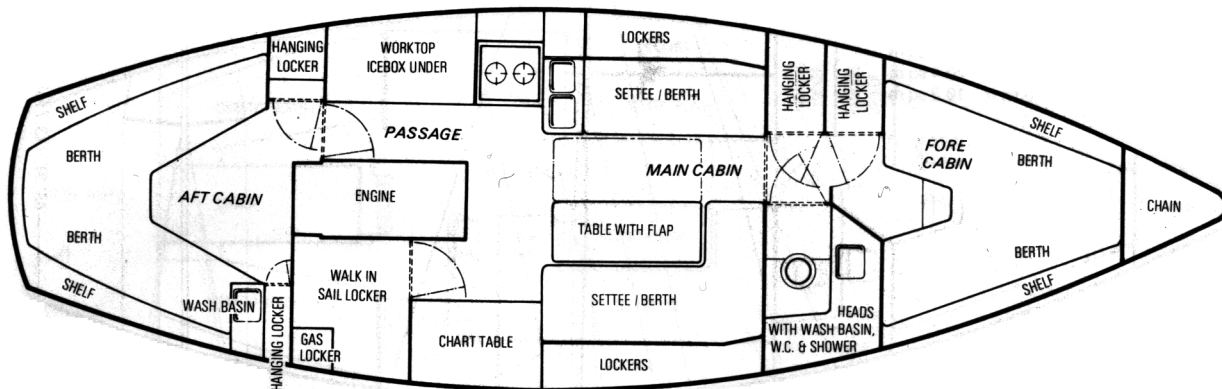 HANGING
LOCKER
WORKTOP
ICEBOX UNDER
LOCKERS
SETTEE / BERTH
HANGING
LOCKER
HANGING
LOCKER
SHELF
BERTH
PASSAGE
FORE
CABIN
SHELF
BERTH
AFT CABIN
ENGINE
MAIN CABIN
TABLE WITH FLAP
CHAIN
BERTH
SHELF
WASH BASIN
HANGING LOCKER
WALK IN
SAIL LOCKER
GAS
LOCKER
CHART TABLE
SETTEE / BERTH
LOCKERS
HEADS
WITH WASH BASIN,
W.C. & SHOWER
BERTH
SHELF